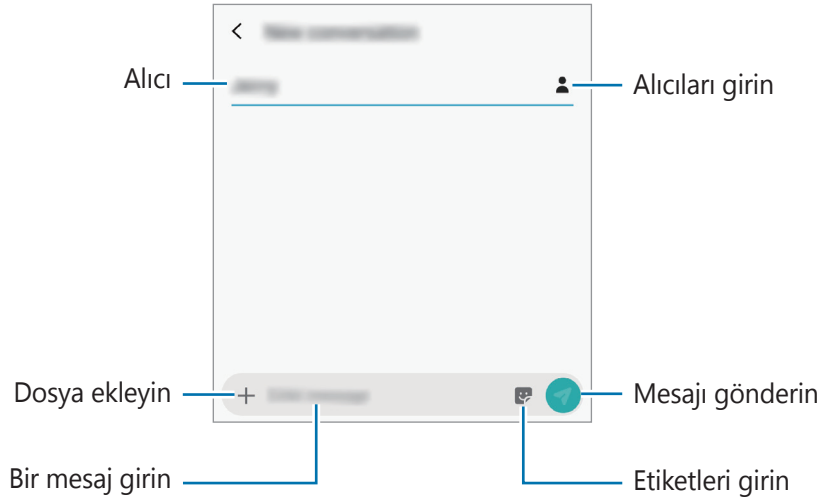 Alıcı
Alıcıları girin
Dosya ekleyin
Mesajı gönderin
Bir mesaj girin
Etiketleri girin